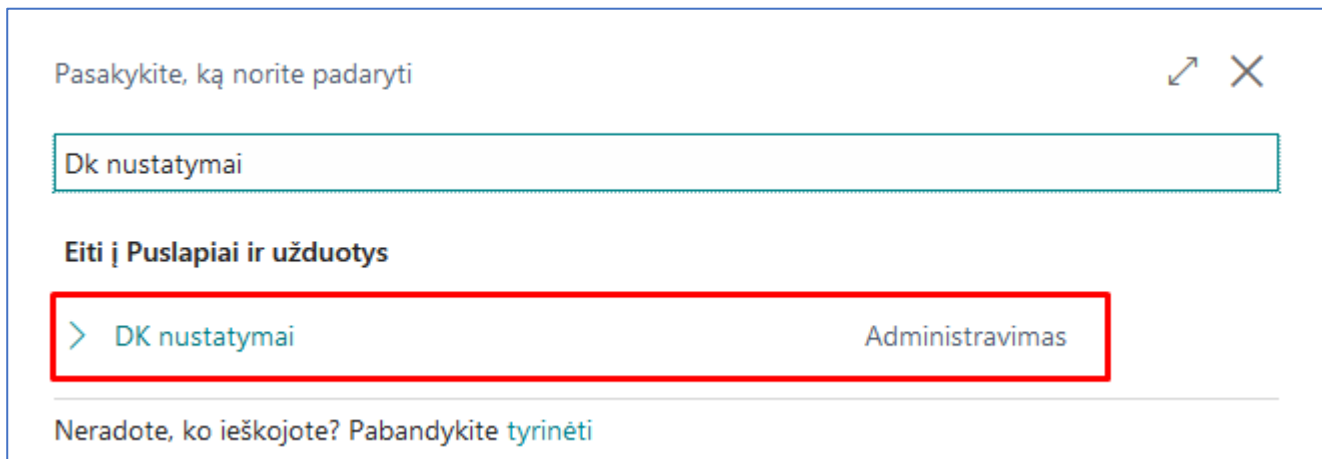 Pasakykite, ką norite padaryti
Dk nustatymai
Eiti į Puslapiai ir užduotys
DK nustatymai Administravimas
Neradote, ko ieškojote? Pabandykite tyrinėti